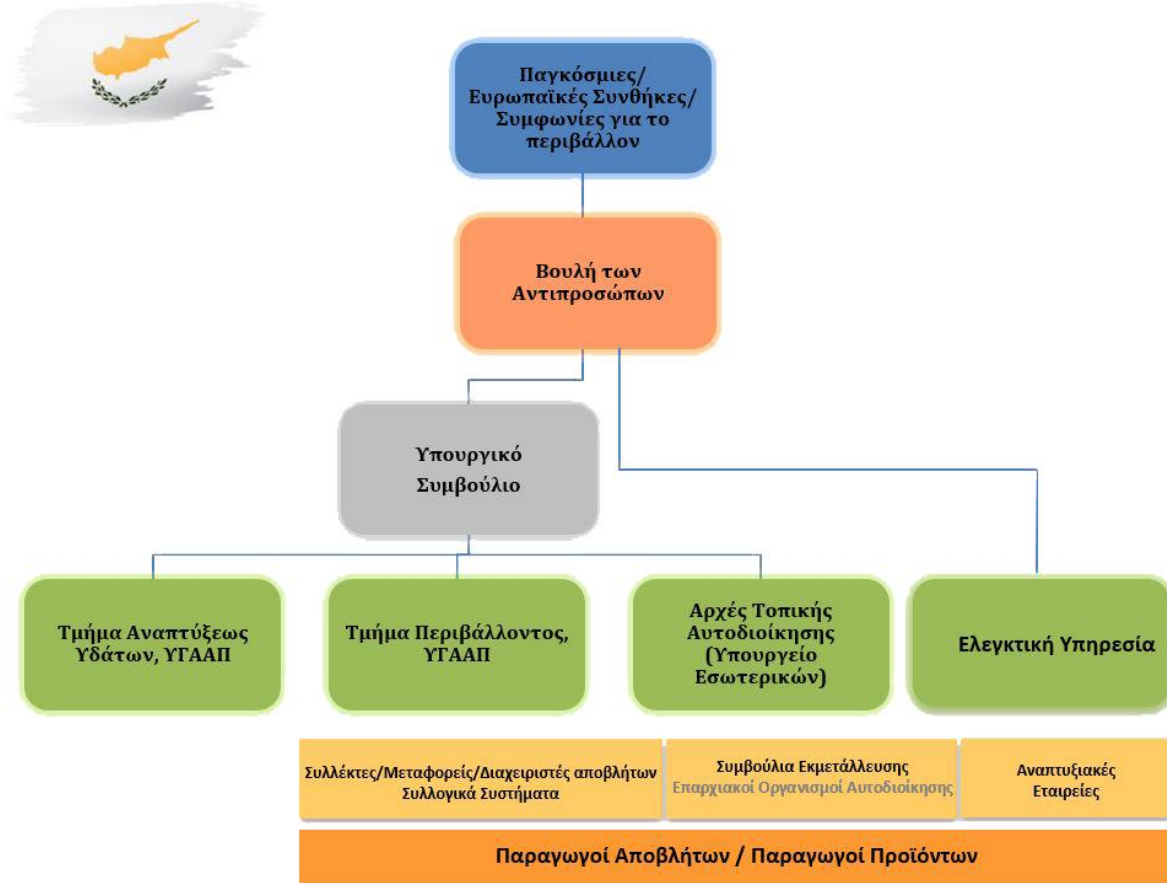 Παγκόσμιες/
Ευρωπαϊκές Συνθήκες/
Συμφωνίες για το
περιβάλλον
Βουλή των
Αντιπροσώπων
Υπουργικό
Συμβούλιο
Τμήμα Αναπτύξεως
Υδάτων, ΥΓΑΑΠ
Τμήμα Περιβάλλοντος,
ΥΓΑΑΠ
Αρχές Τοπικής
Αυτοδιοίκησης
(Υπουργείο
Εσωτερικών)
Ελεγκτική Υπηρεσία
Συλλέκτες/Μεταφορείς/Διαχειριστές αποβλήτων
Συλλογικά Συστήματα
Συμβούλια Εκμετάλλευσης
Επαρχιακοί Οργανισμοί Αυτοδιοίκησης
Αναπτυξιακές
Εταιρείες
Παραγωγοί Αποβλήτων / Παραγωγοί Προϊόντων